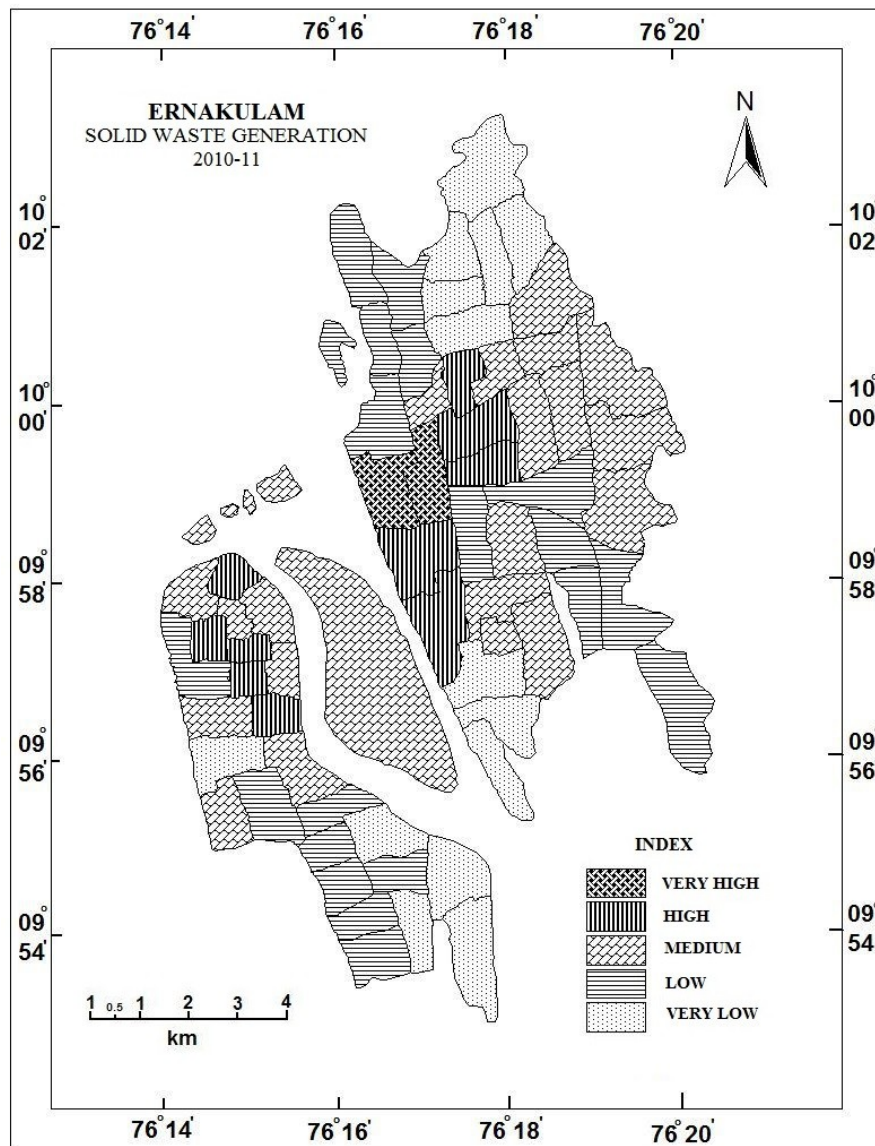 76°14' 76°16' 76°18' 76°20'
ERNAKULAM
SOLID WASTE GENERATION
2010-11
N
10°
02'
10°
02'
10°
00'
10°
00'
09°
58'
09°
58'
09°
56'
09°
56'
INDEX
VERY HIGH
HIGH
MEDIUM
LOW
VERY LOW
09°
54'
09°
54'
1 0.5 1 2 3 4
km
76°14' 76°16' 76°18' 76°20'